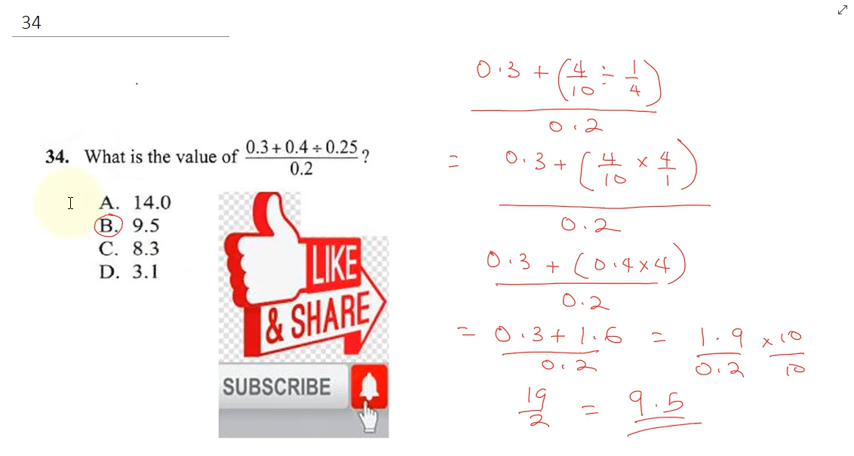 34
34. What is the value of (0.3 + 0.4 ÷ 0.25)/0.2?
A. 14.0
B. 9.5
C. 8.3
D. 3.1
LIKE
& SHARE
SUBSCRIBE
(0.3 + (4/10 ÷ 1/4))/0.2
= (0.3 + (4/10 × 4/1))/0.2
(0.3 + (0.4 × 4))/0.2
= (0.3 + 1.6)/0.2 = 1.9/0.2 × 10/10
19/2 = 9.5